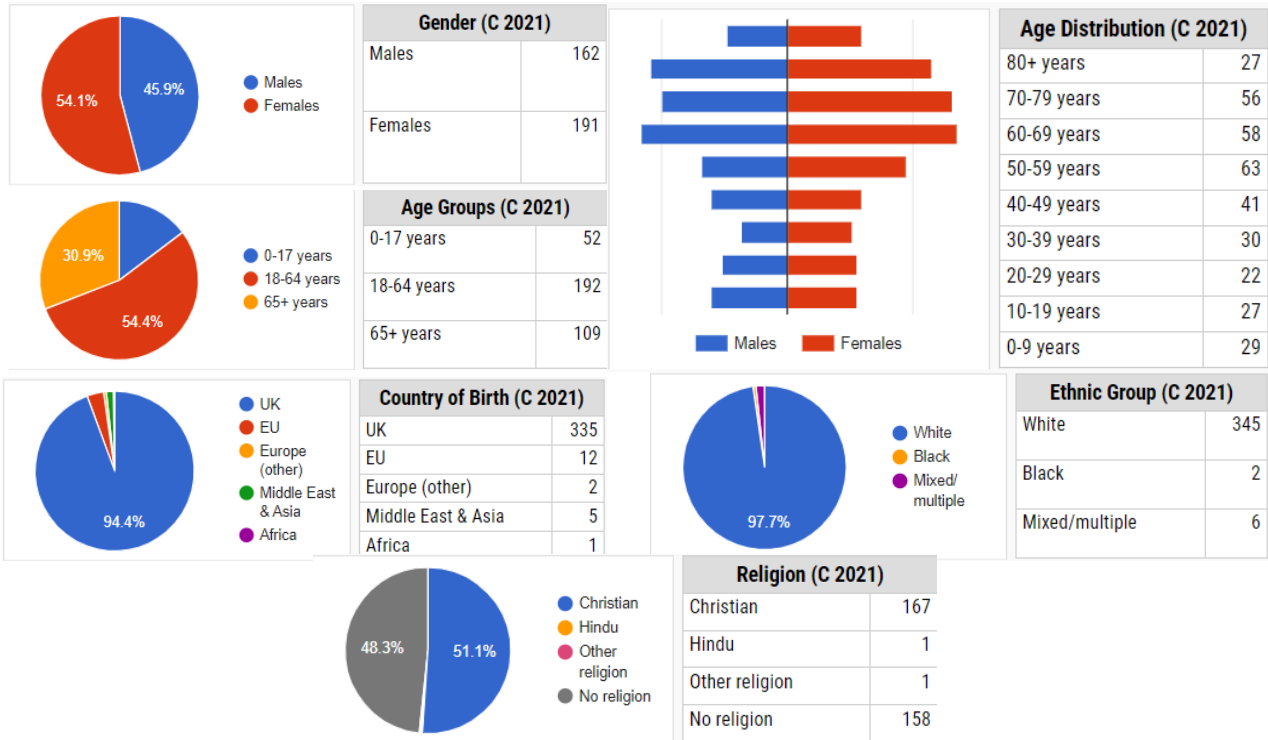 54.1%
45.9%
Males
Females
Gender (C 2021)
Males 162
Females 191
30.9%
54.4%
0-17 years
18-64 years
65+ years
Age Groups (C 2021)
0-17 years 52
18-64 years 192
65+ years 109
Males Females
Age Distribution (C 2021)
80+ years 27
70-79 years 56
60-69 years 58
50-59 years 63
40-49 years 41
30-39 years 30
20-29 years 22
10-19 years 27
0-9 years 29
94.4%
UK
EU
Europe
(other)
Middle East
& Asia
Africa
Country of Birth (C 2021)
UK 335
EU 12
Europe (other) 2
Middle East & Asia 5
Africa 1
97.7%
White
Black
Mixed/
multiple
Ethnic Group (C 2021)
White 345
Black 2
Mixed/multiple 6
48.3%
51.1%
Christian
Hindu
Other
religion
No religion
Religion (C 2021)
Christian 167
Hindu 1
Other religion 1
No religion 158